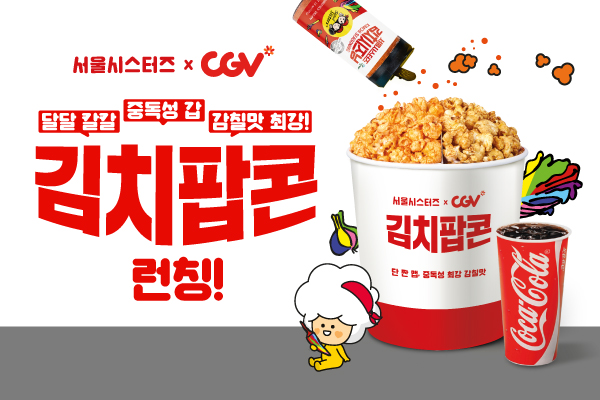 서울시스터즈 × CGV
달달 칼칼 중독성 갑 감칠맛 최강!
김치팝콘
런칭!
서울시스터즈 × CGV
김치팝콘
단 짠 맵, 중독성 최강 감칠맛
Coca-Cola